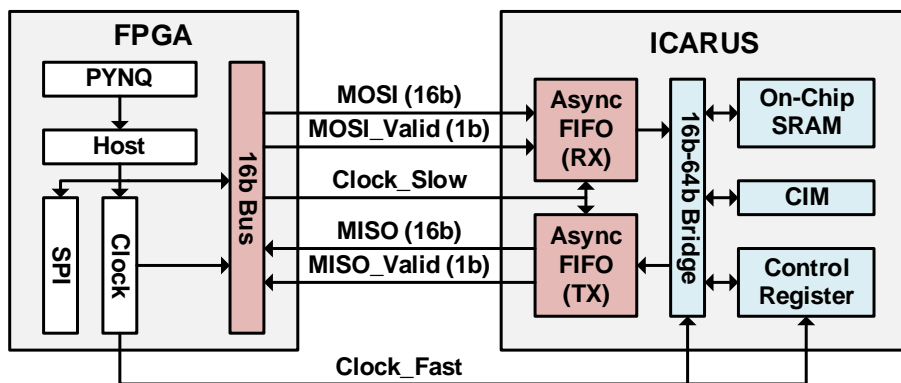 FPGA
PYNQ
Host
SPI
Clock
16b Bus
MOSI (16b)
MOSI_Valid (1b)
Clock_Slow
MISO (16b)
MISO_Valid (1b)
Clock_Fast
ICARUS
Async
FIFO
(RX)
Async
FIFO
(TX)
16b-64b Bridge
On-Chip
SRAM
CIM
Control
Register